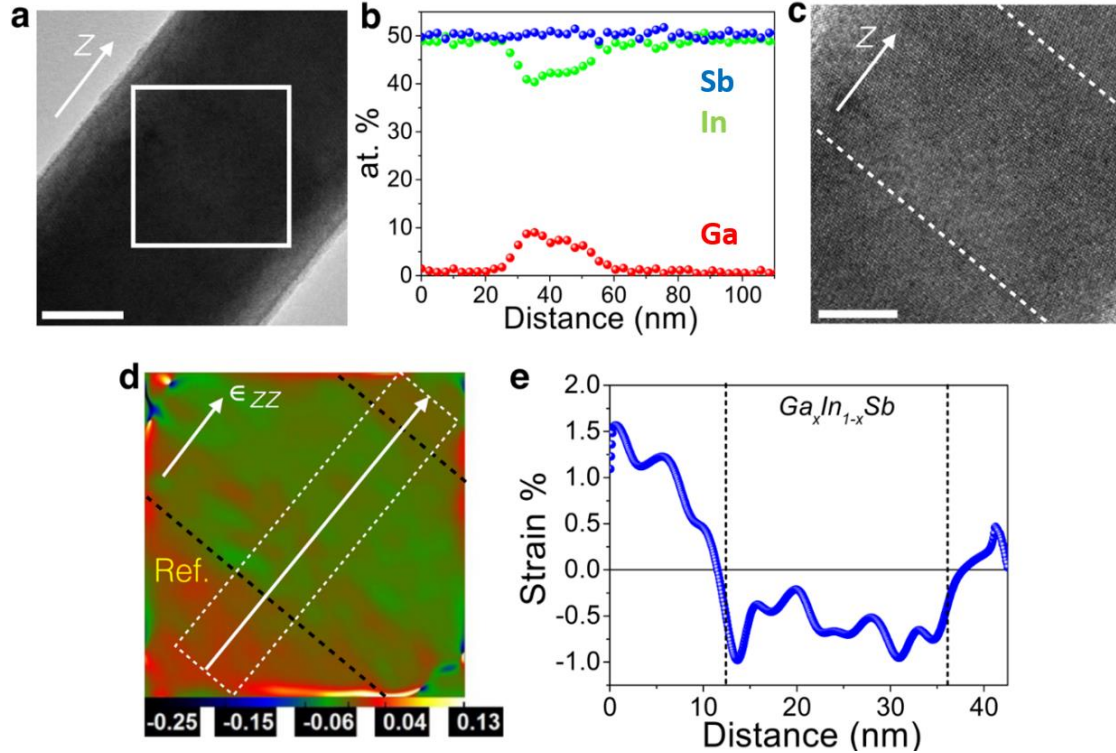 a
Z
b
50
40
30
20
10
0
at. %
Sb
In
Ga
0 20 40 60 80 100
Distance (nm)
c
Z
d
ϵZZ
Ref.
-0.25 -0.15 -0.06 0.04 0.13
e
2.0
1.5
1.0
0.5
0.0
-0.5
-1.0
Strain %
GaxIn1-xSb
0 10 20 30 40
Distance (nm)